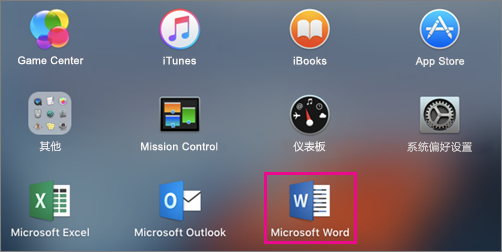 Game Center
iTunes
iBooks
App Store
其他
Mission Control
仪表板
系统偏好设置
Microsoft Excel
Microsoft Outlook
Microsoft Word